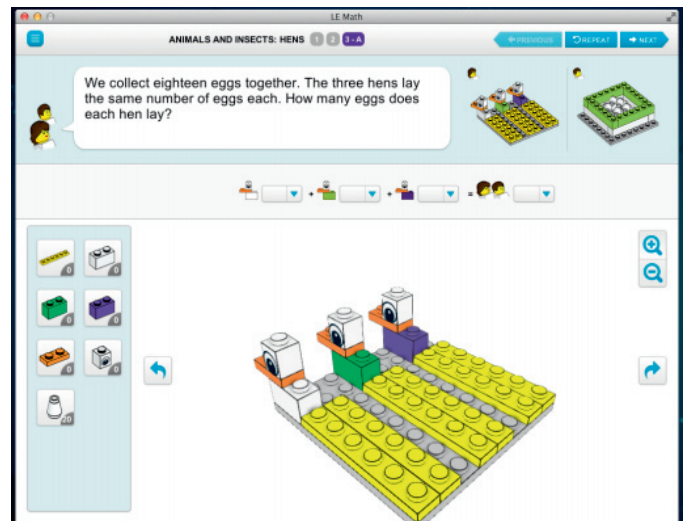 LE Math
ANIMALS AND INSECTS: HENS 1 2 3 - A
PREVIOUS REPEAT NEXT
We collect eighteen eggs together. The three hens lay
the same number of eggs each. How many eggs does
each hen lay?
+ + =
0 0
0 0
0 0
20